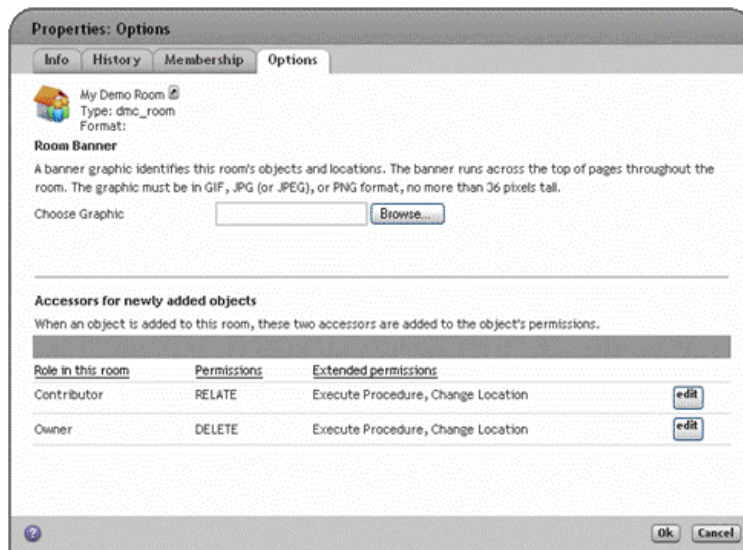 Properties: Options
Info History Membership Options
My Demo Room
Type: dmc_room
Format:
Room Banner
A banner graphic identifies this room's objects and locations. The banner runs across the top of pages throughout the
room. The graphic must be in GIF, JPG (or JPEG), or PNG format, no more than 36 pixels tall.
Choose Graphic Browse...
Accessors for newly added objects
When an object is added to this room, these two accessors are added to the object's permissions.
Role in this room Permissions Extended permissions
Contributor RELATE Execute Procedure, Change Location edit
Owner DELETE Execute Procedure, Change Location edit
? Ok Cancel